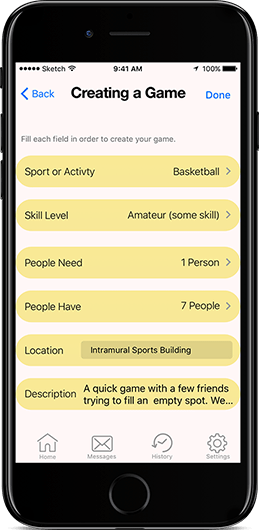 Sketch 9:41 AM 100%
Back Creating a Game Done
Fill each field in order to create your game.
Sport or Activty Basketball
Skill Level Amateur (some skill)
People Need 1 Person
People Have 7 People
Location Intramural Sports Building
Description A quick game with a few friends
trying to fill an empty spot. We...
Home Messages History Settings